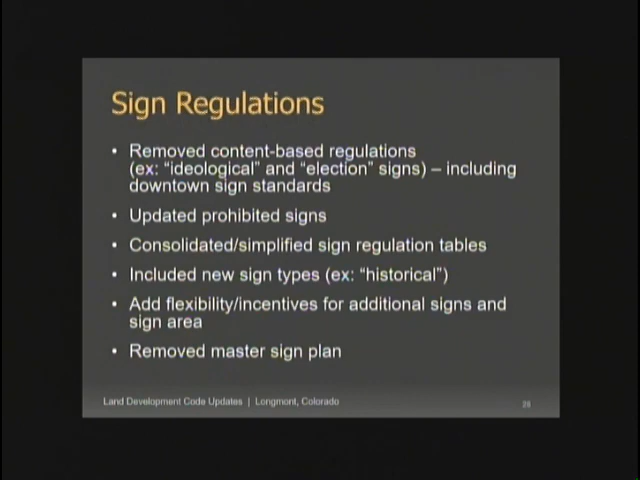 Sign Regulations
• Removed content-based regulations
(ex: "ideological" and "election" signs) – including
downtown sign standards
• Updated prohibited signs
• Consolidated/simplified sign regulation tables
• Included new sign types (ex: "historical")
• Add flexibility/incentives for additional signs and
sign area
• Removed master sign plan
Land Development Code Updates | Longmont, Colorado